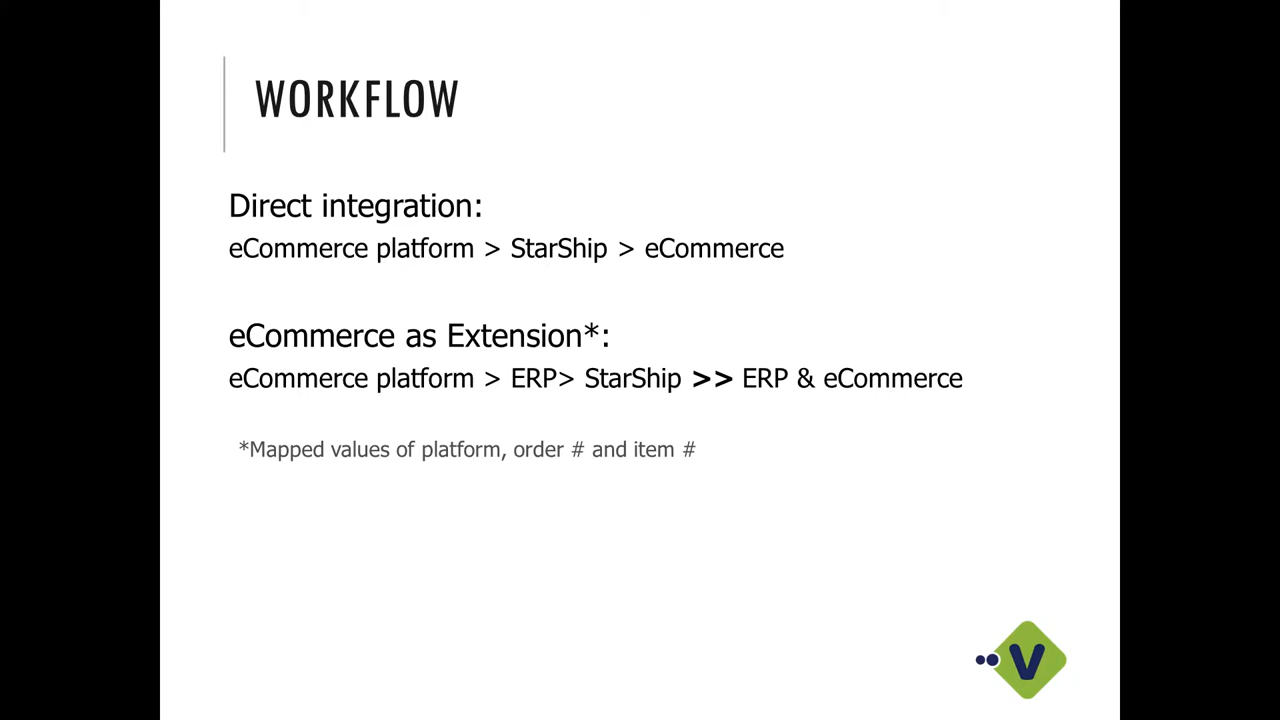 WORKFLOW
Direct integration:
eCommerce platform > StarShip > eCommerce
eCommerce as Extension*:
eCommerce platform > ERP> StarShip >> ERP & eCommerce
*Mapped values of platform, order # and item #
V